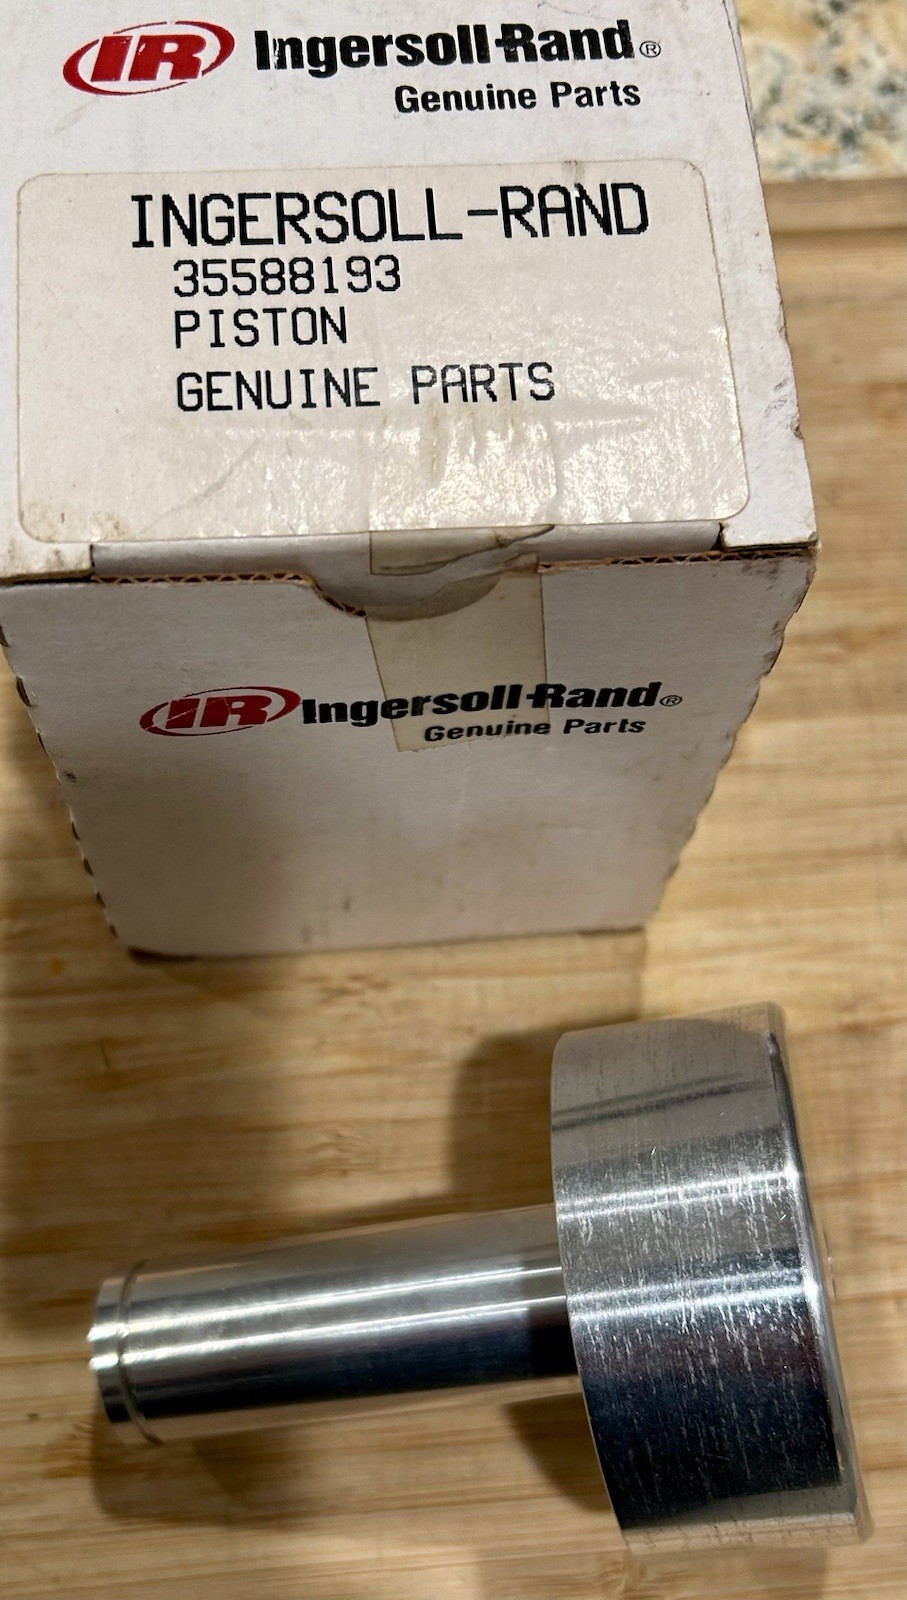 IR Ingersoll-Rand®
Genuine Parts
INGERSOLL-RAND
35588193
PISTON
GENUINE PARTS
IR Ingersoll-Rand®
Genuine Parts